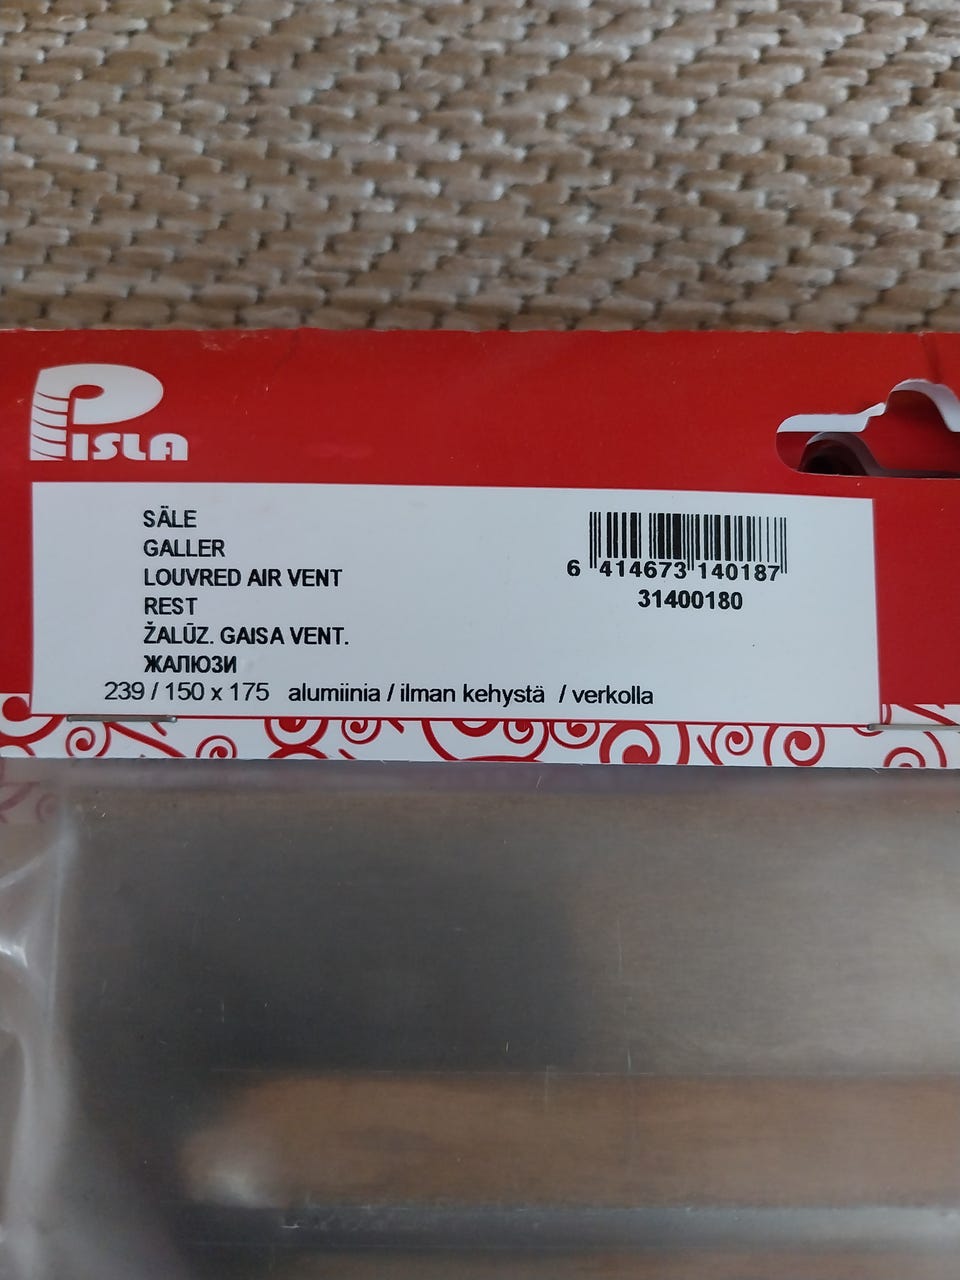 PISLA
SÄLE
GALLER
LOUVRED AIR VENT
REST
ŽALŪZ. GAISA VENT.
ЖАЛЮЗИ
239 / 150 x 175 alumiinia / ilman kehystä / verkolla
6 414673 140187
31400180